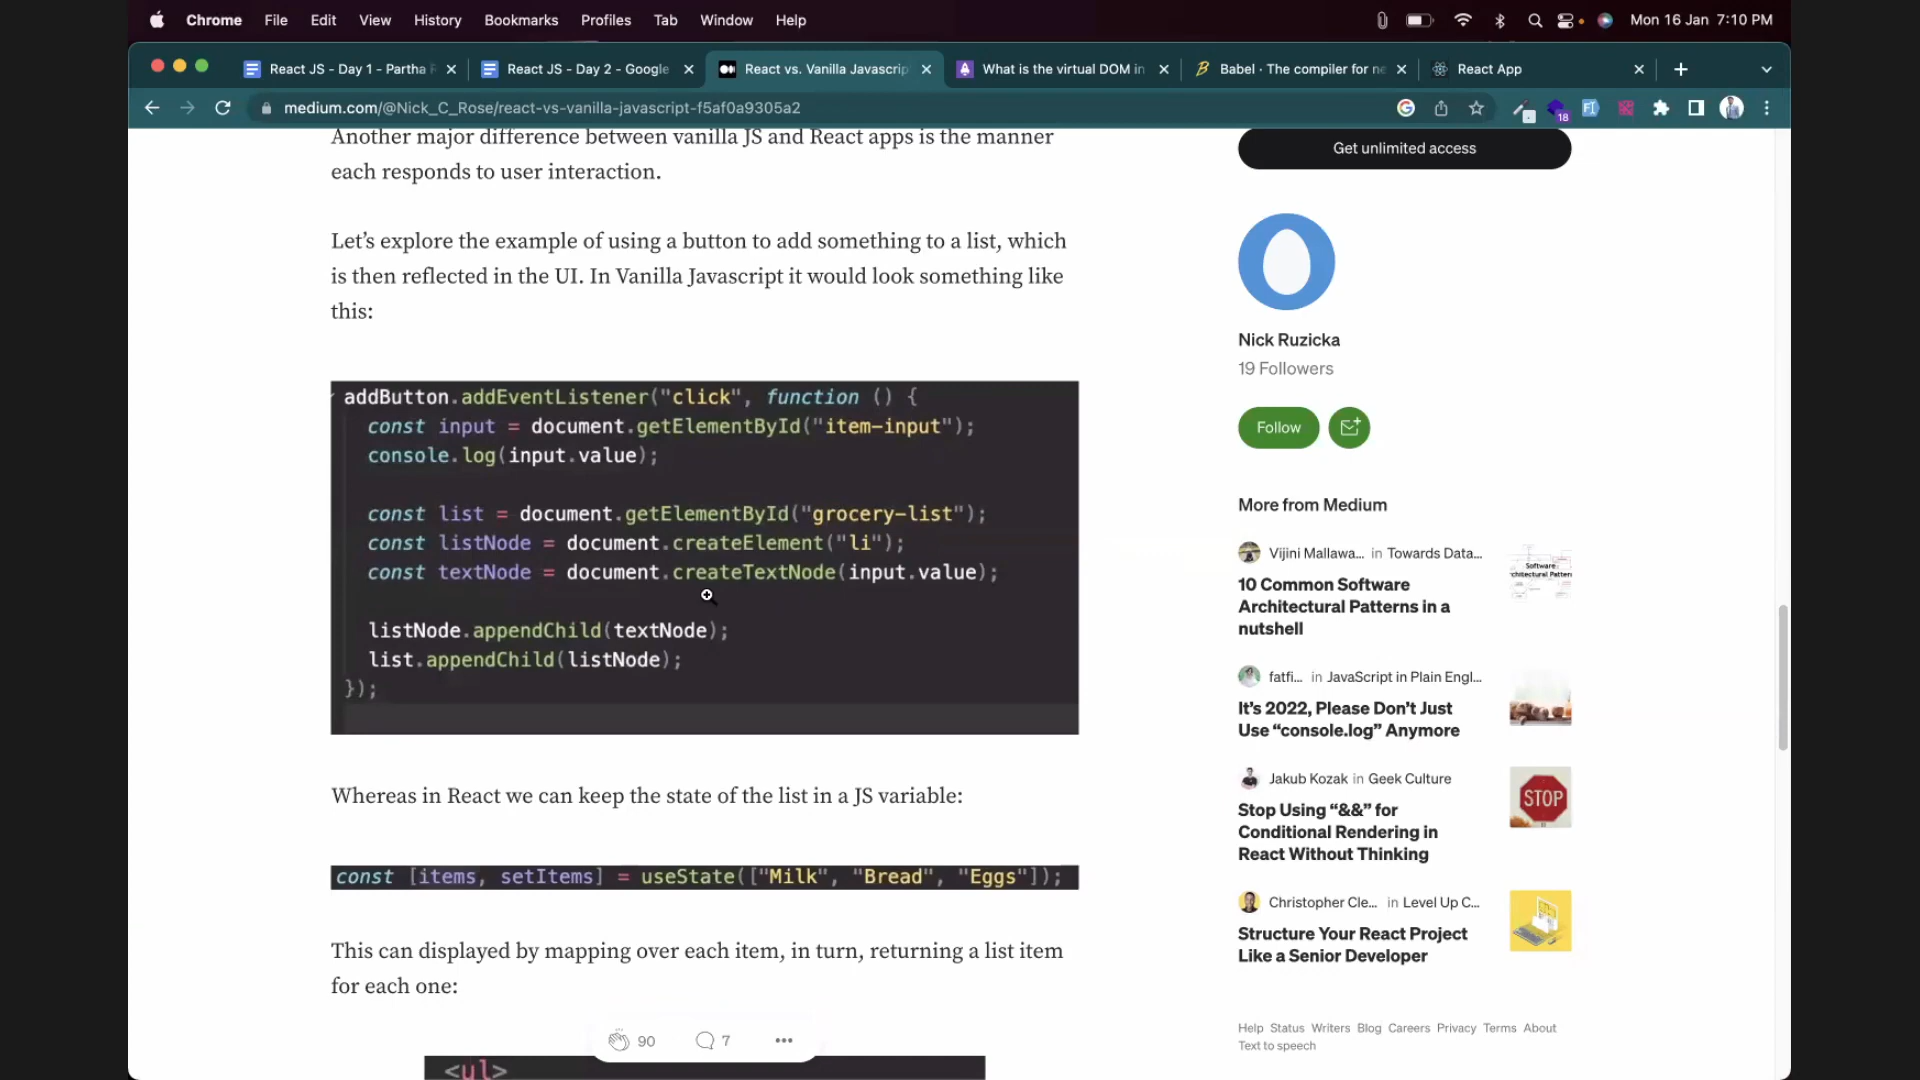 Chrome File Edit View History Bookmarks Profiles Tab Window Help Mon 16 Jan 7:10 PM
React JS - Day 1 - Partha React JS - Day 2 - Google React vs. Vanilla Javascrip What is the virtual DOM in Babel · The compiler for ne React App
medium.com/@Nick_C_Rose/react-vs-vanilla-javascript-f5af0a9305a2 18
Another major difference between vanilla JS and React apps is the manner
each responds to user interaction.
Let’s explore the example of using a button to add something to a list, which
is then reflected in the UI. In Vanilla Javascript it would look something like
this:
addButton.addEventListener("click", function () {
const input = document.getElementById("item-input");
console.log(input.value);
const list = document.getElementById("grocery-list");
const listNode = document.createElement("li");
const textNode = document.createTextNode(input.value);
listNode.appendChild(textNode);
list.appendChild(listNode);
});
Whereas in React we can keep the state of the list in a JS variable:
const [items, setItems] = useState(["Milk", "Bread", "Eggs"]);
This can displayed by mapping over each item, in turn, returning a list item
for each one:
90 7
<ul>
Get unlimited access
Nick Ruzicka
19 Followers
Follow
More from Medium
Vijini Mallawa... in Towards Data...
10 Common Software
Architectural Patterns in a
nutshell
Software
fatfi... in JavaScript in Plain Engl...
It’s 2022, Please Don’t Just
Use “console.log” Anymore
Jakub Kozak in Geek Culture
Stop Using “&&” for
Conditional Rendering in
React Without Thinking
STOP
Christopher Cle... in Level Up C...
Structure Your React Project
Like a Senior Developer
Help Status Writers Blog Careers Privacy Terms About
Text to speech